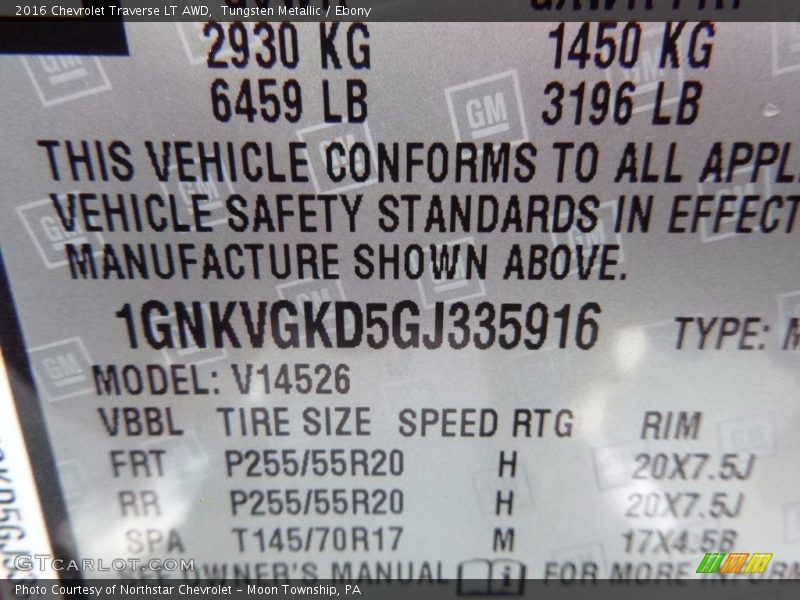 2016 Chevrolet Traverse LT AWD, Tungsten Metallic / Ebony
2930 KG 1450 KG
6459 LB 3196 LB
GM
THIS VEHICLE CONFORMS TO ALL APPL
VEHICLE SAFETY STANDARDS IN EFFECT
MANUFACTURE SHOWN ABOVE.
1GNKVGKD5GJ335916 TYPE: M
MODEL: V14526
VBBL TIRE SIZE SPEED RTG RIM
FRT P255/55R20 H 20X7.5J
RR P255/55R20 H 20X7.5J
SPA T145/70R17 M 17X4.5B
OWNER'S MANUAL FOR MORE
GTCarLot.com
Photo Courtesy of Northstar Chevrolet - Moon Township, PA